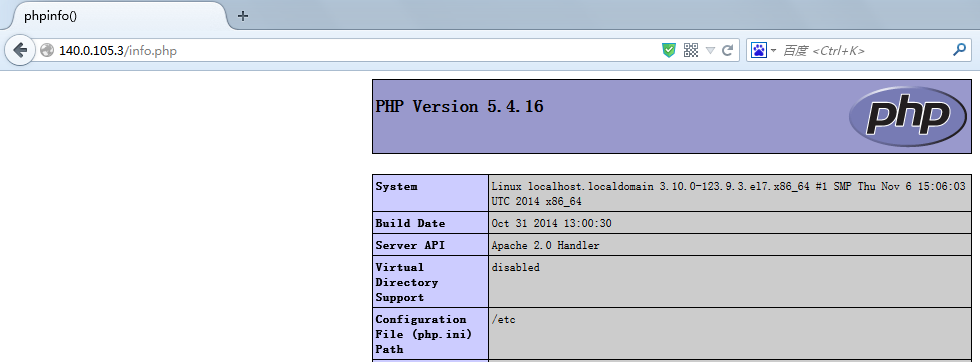 phpinfo()
140.0.105.3/info.php
百度 <Ctrl+K>
PHP Version 5.4.16
php
System
Linux localhost.localdomain 3.10.0-123.9.3.el7.x86_64 #1 SMP Thu Nov 6 15:06:03
UTC 2014 x86_64
Build Date
Oct 31 2014 13:00:30
Server API
Apache 2.0 Handler
Virtual
Directory
Support
disabled
Configuration
File (php.ini)
Path
/etc